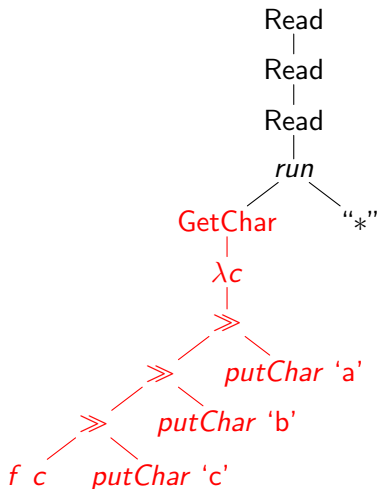 Read
Read
Read
run
GetChar “*”
λc
≫
≫ putChar ‘a’
≫ putChar ‘b’
f c putChar ‘c’